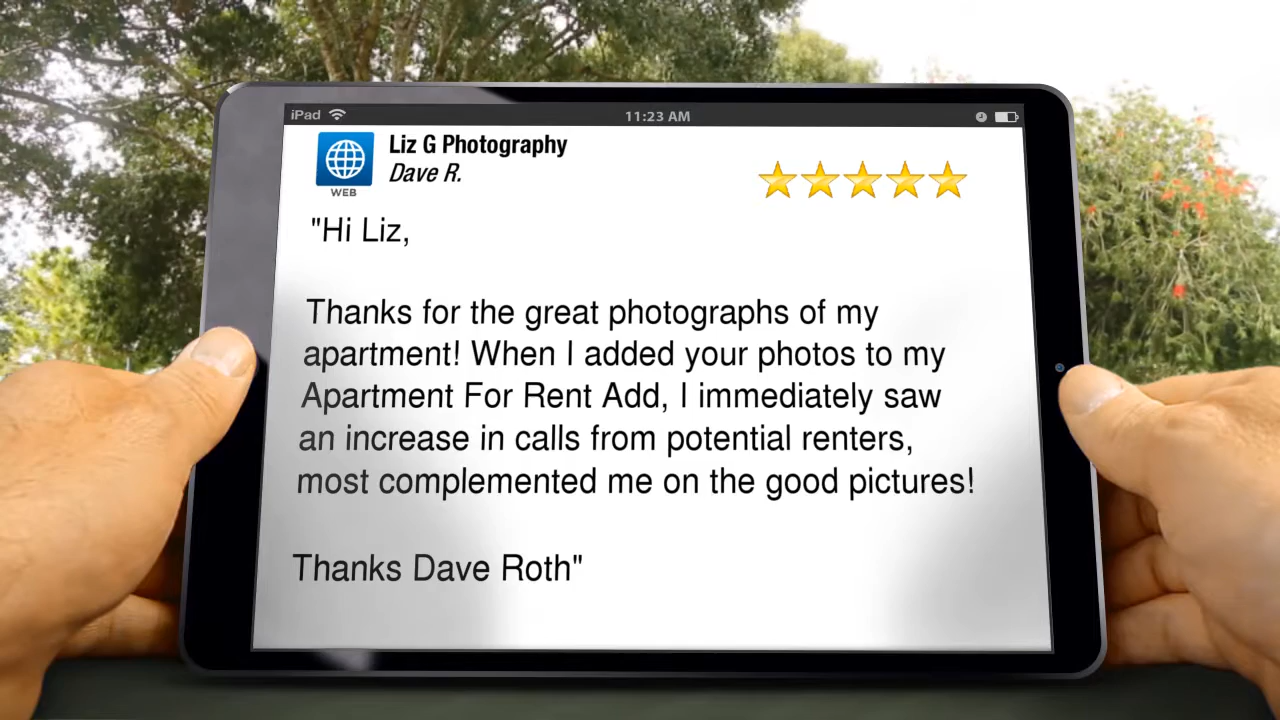 iPad 11:23 AM
Liz G Photography
Dave R.
WEB
"Hi Liz,
Thanks for the great photographs of my
apartment! When I added your photos to my
Apartment For Rent Add, I immediately saw
an increase in calls from potential renters,
most complemented me on the good pictures!
Thanks Dave Roth"